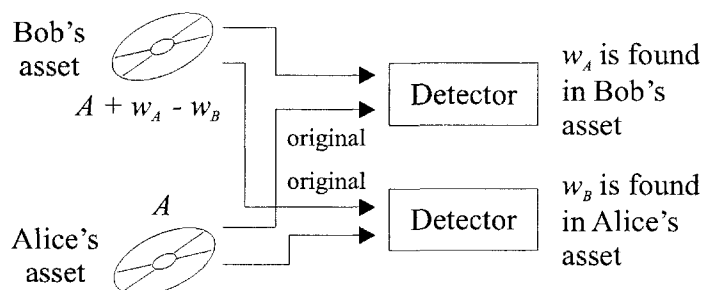 Bob's
asset
A + w_A - w_B
Detector
w_A is found
in Bob's
asset
original
original
A
Alice's
asset
Detector
w_B is found
in Alice's
asset